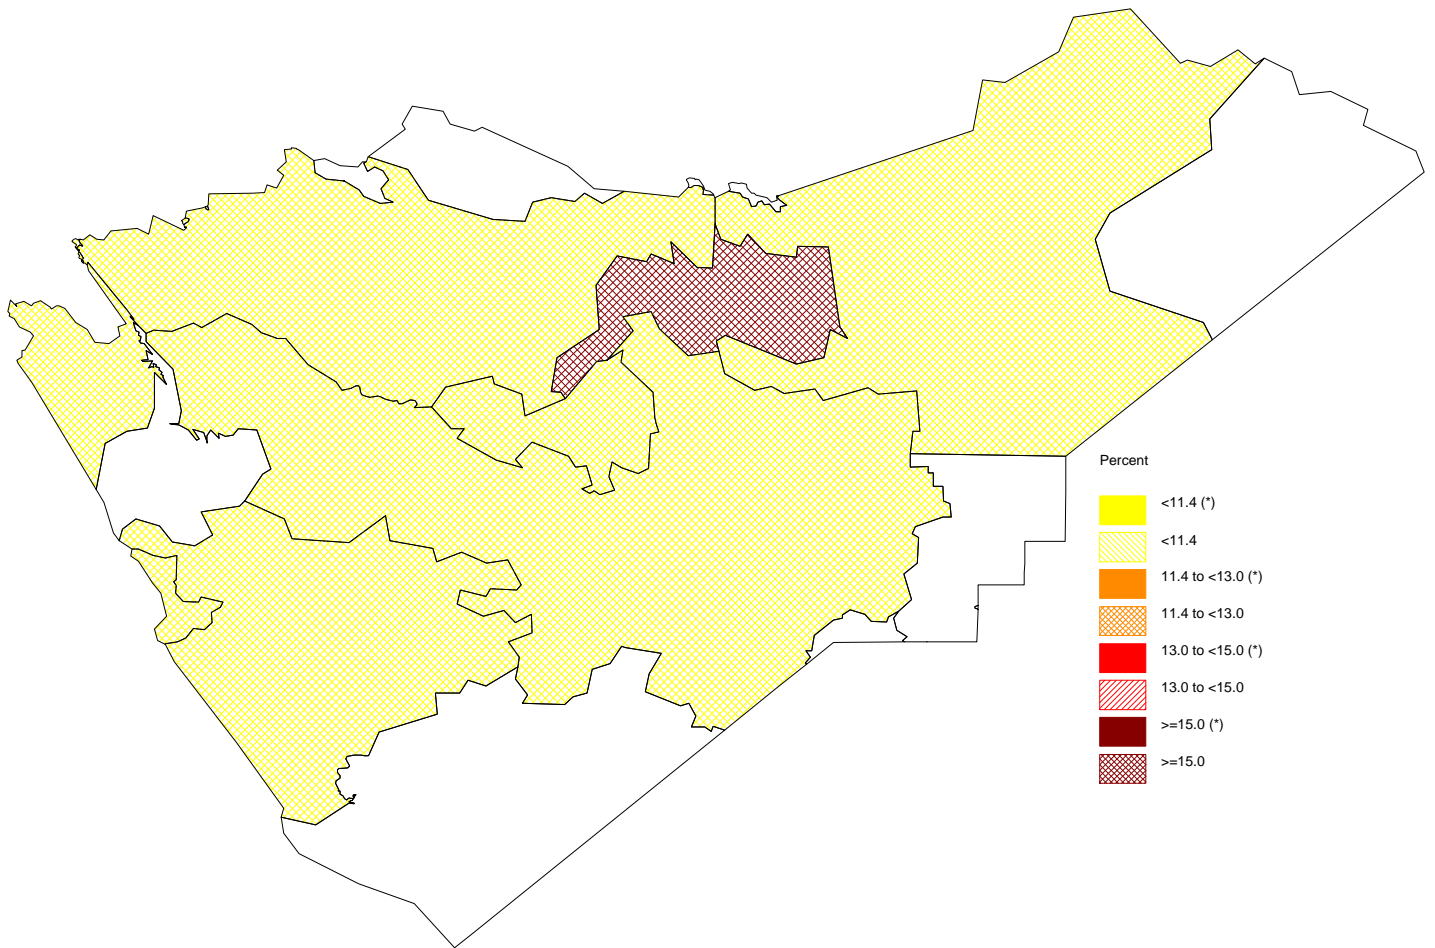 Percent
<11.4 (*)
<11.4
11.4 to <13.0 (*)
11.4 to <13.0
13.0 to <15.0 (*)
13.0 to <15.0
>=15.0 (*)
>=15.0